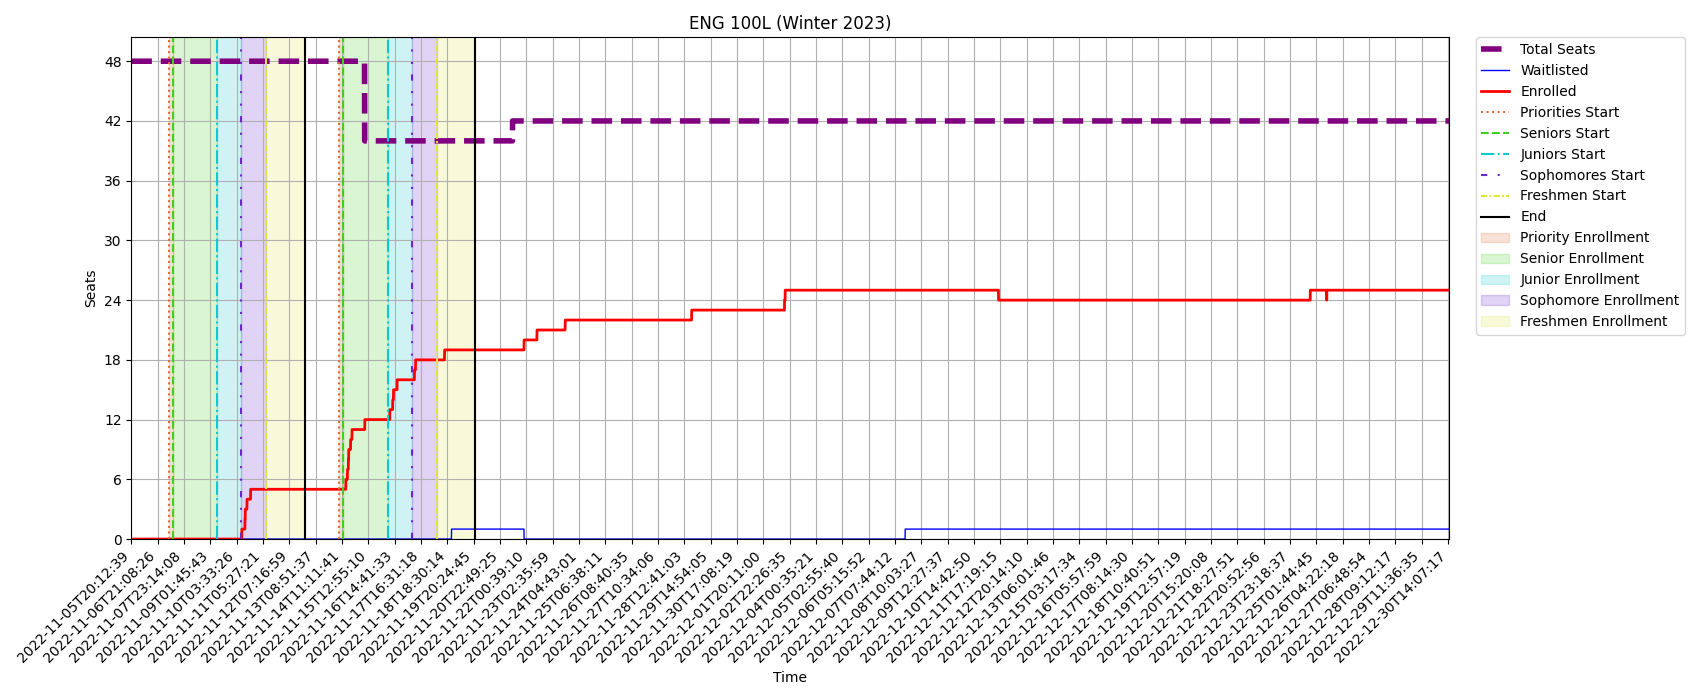 ENG 100L (Winter 2023)
Seats
48
42
36
30
24
18
12
6
0
2022-11-05T20:12:39
2022-11-06T21:08:26
2022-11-07T23:14:08
2022-11-09T01:45:43
2022-11-10T03:33:26
2022-11-11T05:27:21
2022-11-12T07:16:59
2022-11-13T08:51:37
2022-11-14T11:11:41
2022-11-15T12:55:10
2022-11-16T14:41:33
2022-11-17T16:31:18
2022-11-18T18:30:14
2022-11-19T20:24:45
2022-11-20T22:49:25
2022-11-22T00:39:10
2022-11-23T02:35:59
2022-11-24T04:43:01
2022-11-25T06:38:11
2022-11-26T08:40:35
2022-11-27T10:34:06
2022-11-28T12:41:03
2022-11-29T14:54:05
2022-11-30T17:08:19
2022-12-01T20:11:00
2022-12-02T22:26:35
2022-12-04T00:35:21
2022-12-05T02:55:40
2022-12-06T05:15:52
2022-12-07T07:44:12
2022-12-08T10:03:27
2022-12-09T12:27:37
2022-12-10T14:42:50
2022-12-11T17:19:15
2022-12-12T20:14:10
2022-12-13T06:01:46
2022-12-15T03:17:34
2022-12-16T05:57:59
2022-12-17T08:14:30
2022-12-18T10:40:51
2022-12-19T12:57:19
2022-12-20T15:20:08
2022-12-21T18:27:51
2022-12-22T20:52:56
2022-12-23T23:18:37
2022-12-25T01:44:45
2022-12-26T04:22:18
2022-12-27T06:48:54
2022-12-28T09:12:17
2022-12-29T11:36:35
2022-12-30T14:07:17
Time
Total Seats
Waitlisted
Enrolled
Priorities Start
Seniors Start
Juniors Start
Sophomores Start
Freshmen Start
End
Priority Enrollment
Senior Enrollment
Junior Enrollment
Sophomore Enrollment
Freshmen Enrollment